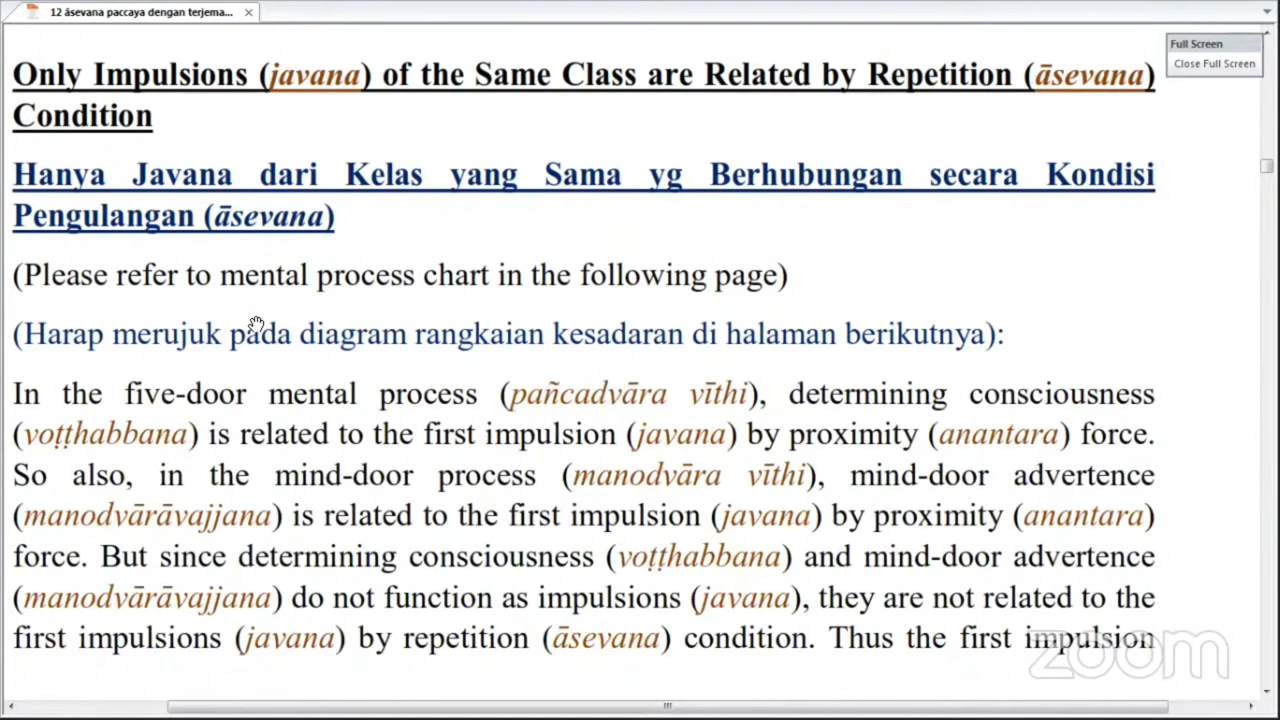 12 āsevana paccaya dengan terjema...
Full Screen
Close Full Screen
Only Impulsions (javana) of the Same Class are Related by Repetition (āsevana)
Condition
Hanya Javana dari Kelas yang Sama yg Berhubungan secara Kondisi
Pengulangan (āsevana)
(Please refer to mental process chart in the following page)
(Harap merujuk pada diagram rangkaian kesadaran di halaman berikutnya):
In the five-door mental process (pañcadvāra vīthi), determining consciousness
(voṭṭhabbana) is related to the first impulsion (javana) by proximity (anantara) force.
So also, in the mind-door process (manodvāra vīthi), mind-door advertence
(manodvārāvajjana) is related to the first impulsion (javana) by proximity (anantara)
force. But since determining consciousness (voṭṭhabbana) and mind-door advertence
(manodvārāvajjana) do not function as impulsions (javana), they are not related to the
first impulsions (javana) by repetition (āsevana) condition. Thus the first impulsion
zoom